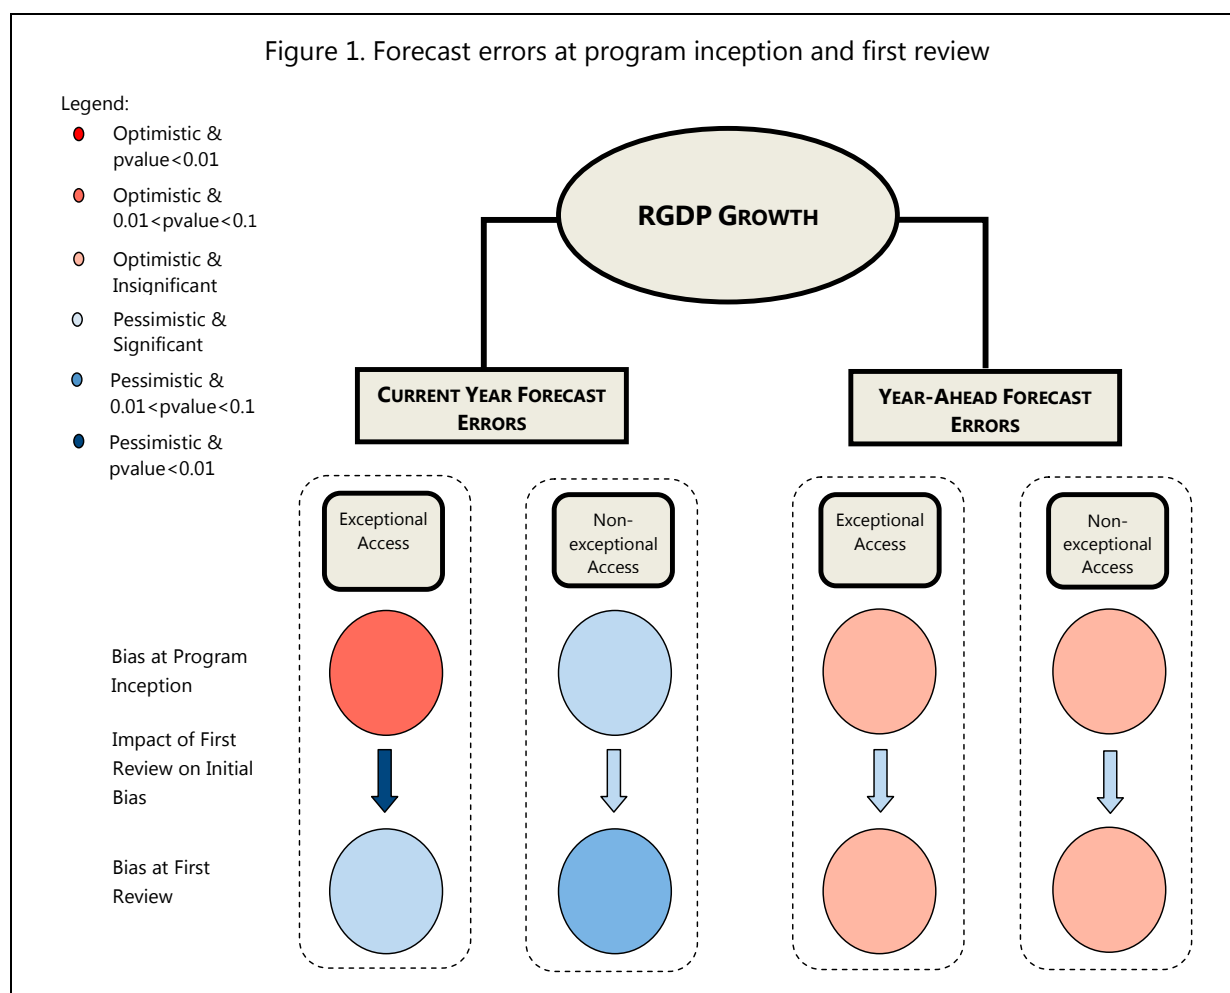 Figure 1. Forecast errors at program inception and first review
Legend:
Optimistic &
pvalue<0.01
Optimistic &
0.01<pvalue<0.1
Optimistic &
Insignificant
Pessimistic &
Significant
Pessimistic &
0.01<pvalue<0.1
Pessimistic &
pvalue<0.01
RGDP GROWTH
CURRENT YEAR FORECAST
ERRORS
YEAR-AHEAD FORECAST
ERRORS
Exceptional
Access
Non-
exceptional
Access
Exceptional
Access
Non-
exceptional
Access
Bias at Program
Inception
Impact of First
Review on Initial
Bias
Bias at First
Review